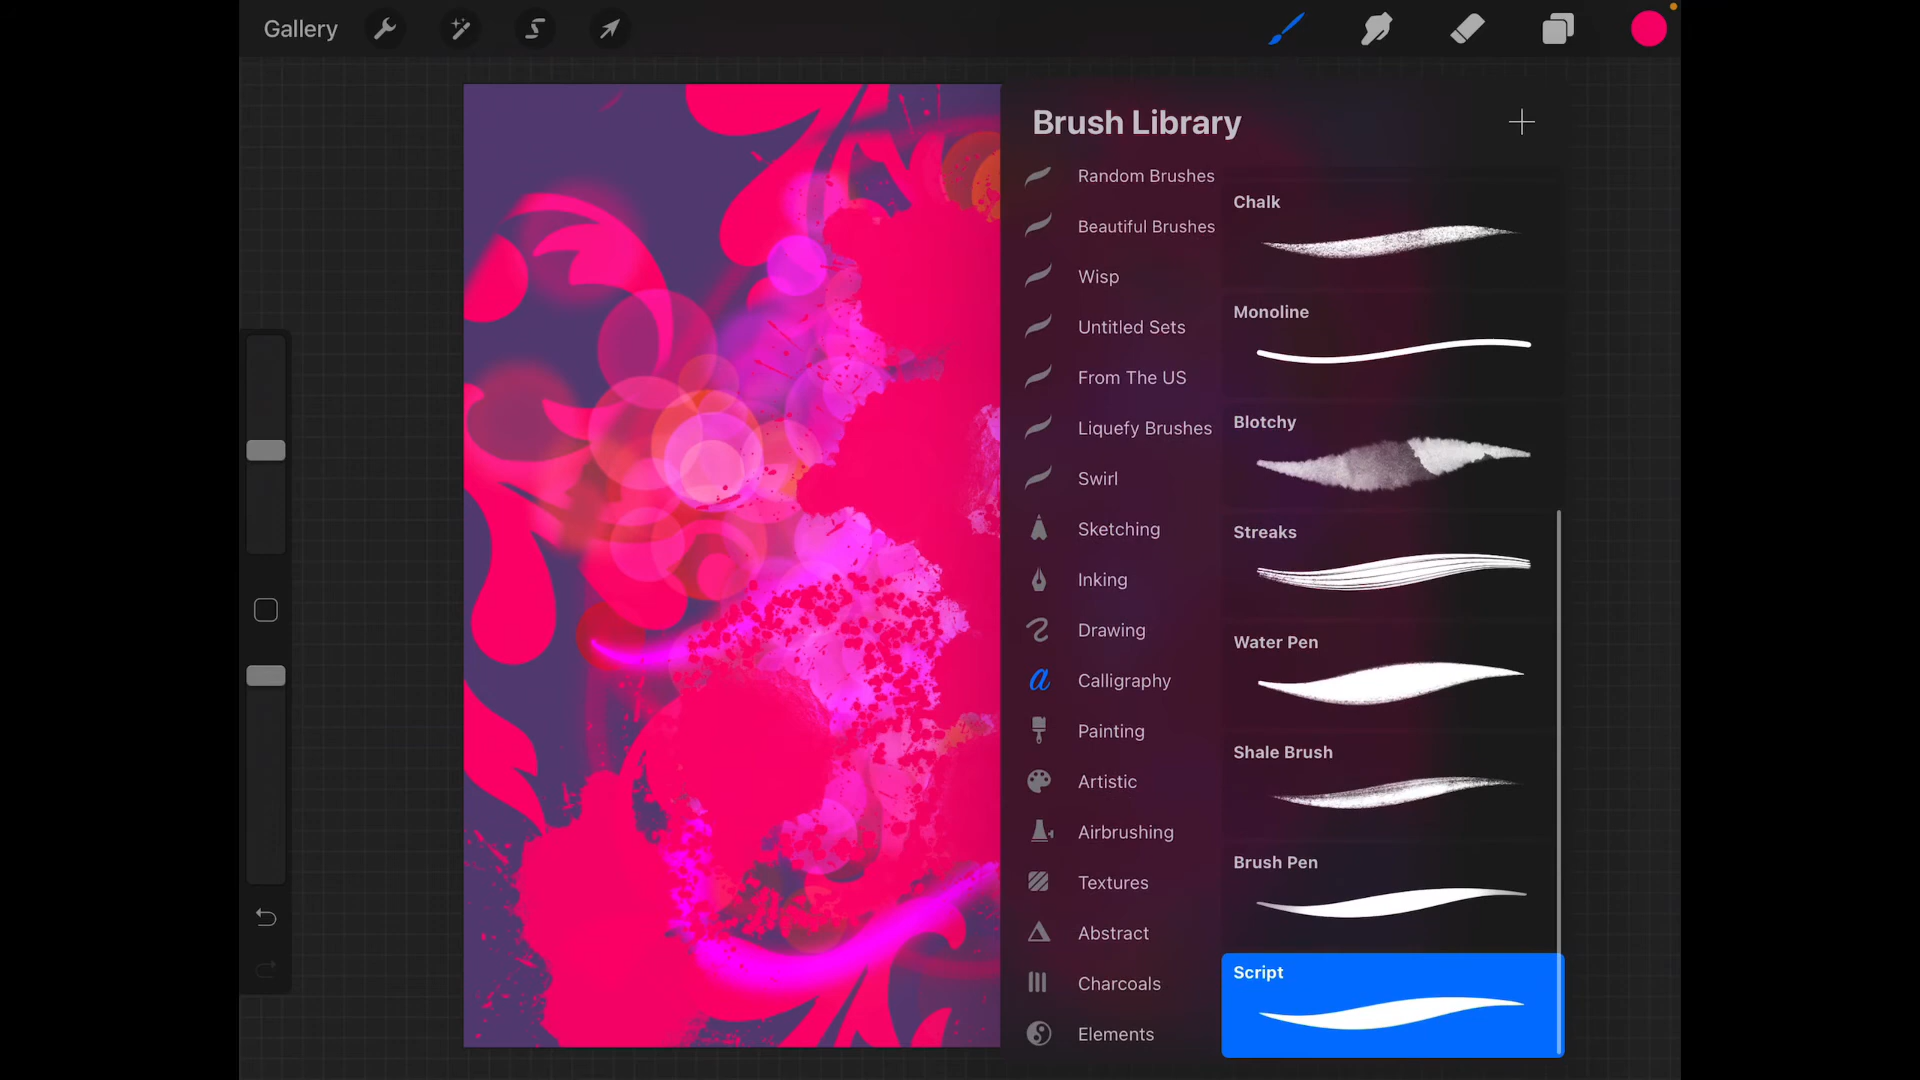 Gallery
Brush Library
Random Brushes
Beautiful Brushes
Wisp
Untitled Sets
From The US
Liquefy Brushes
Swirl
Sketching
Inking
Drawing
Calligraphy
Painting
Artistic
Airbrushing
Textures
Abstract
Charcoals
Elements
Chalk
Monoline
Blotchy
Streaks
Water Pen
Shale Brush
Brush Pen
Script